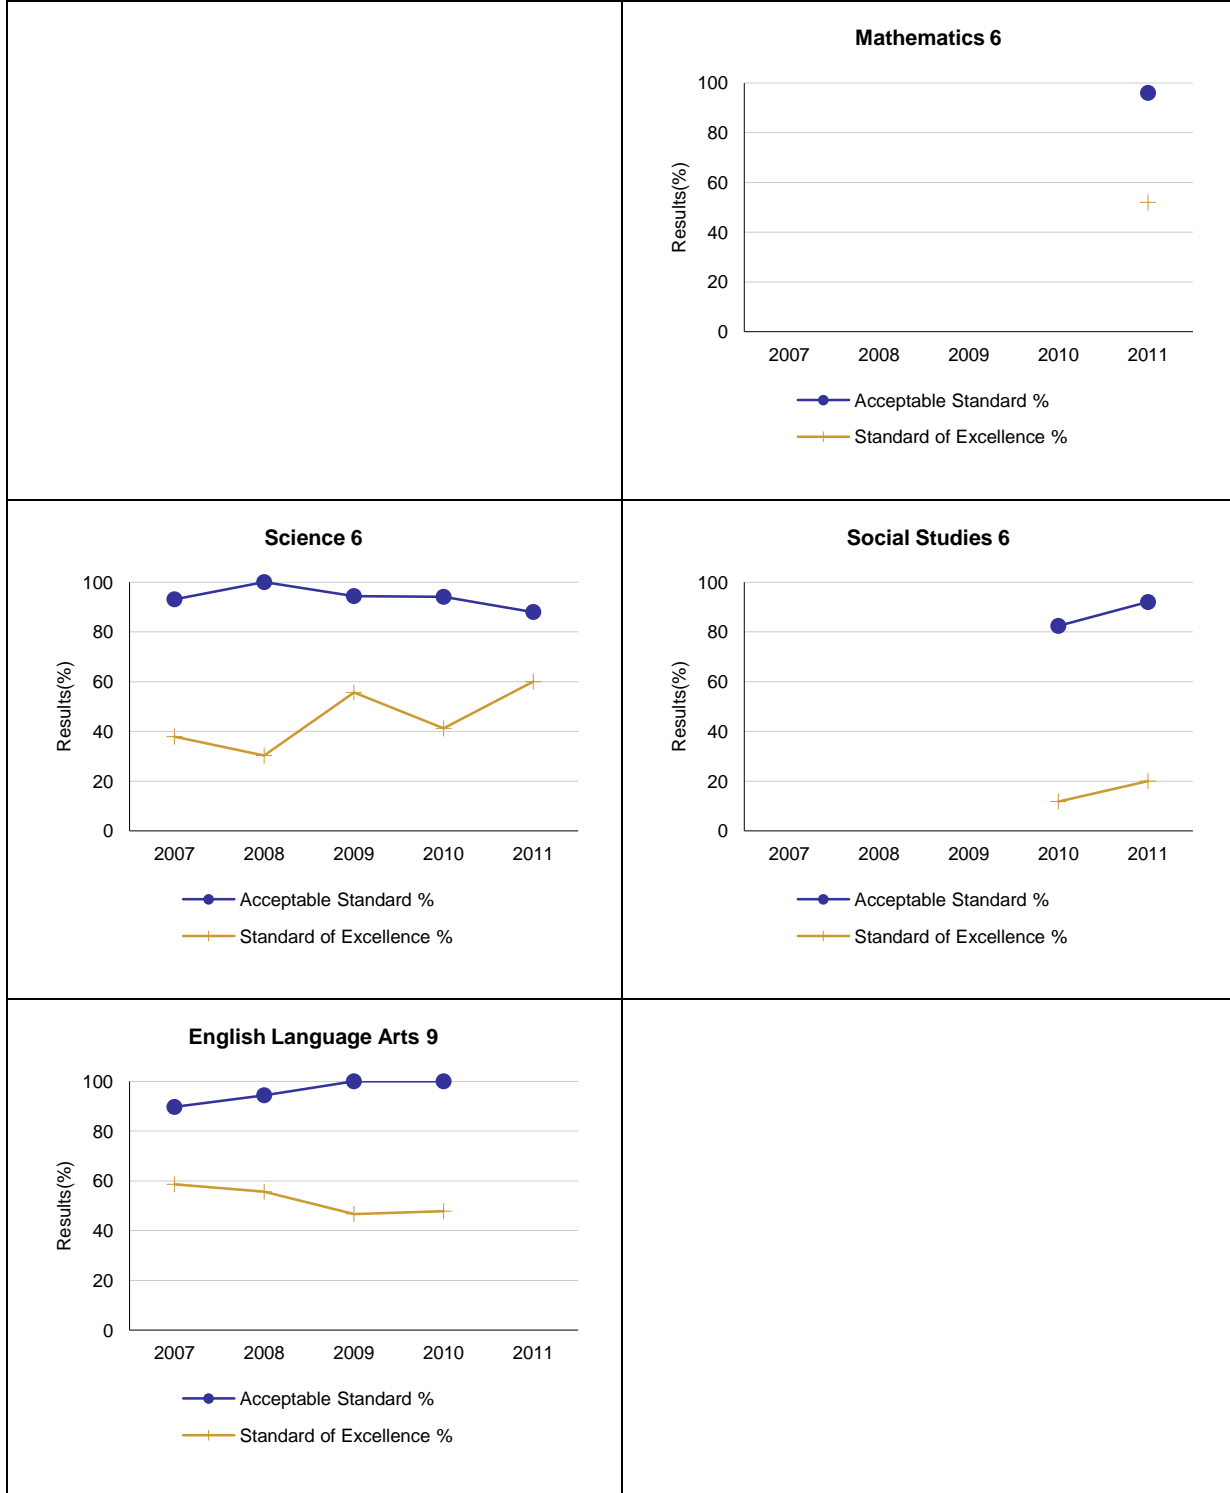 Mathematics 6
Results(%)
100
80
60
40
20
0
2007 2008 2009 2010 2011
Acceptable Standard %
Standard of Excellence %
Science 6
Results(%)
100
80
60
40
20
0
2007 2008 2009 2010 2011
Acceptable Standard %
Standard of Excellence %
Social Studies 6
Results(%)
100
80
60
40
20
0
2007 2008 2009 2010 2011
Acceptable Standard %
Standard of Excellence %
English Language Arts 9
Results(%)
100
80
60
40
20
0
2007 2008 2009 2010 2011
Acceptable Standard %
Standard of Excellence %